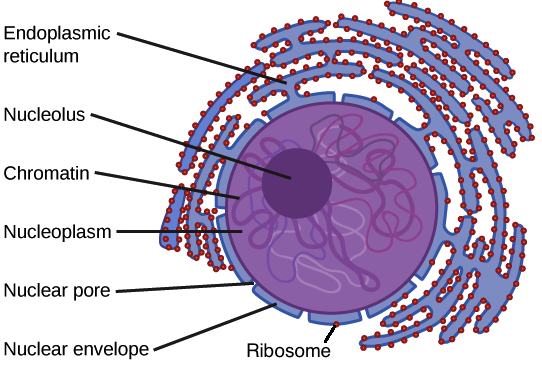 Endoplasmic
reticulum
Nucleolus
Chromatin
Nucleoplasm
Nuclear pore
Nuclear envelope
Ribosome